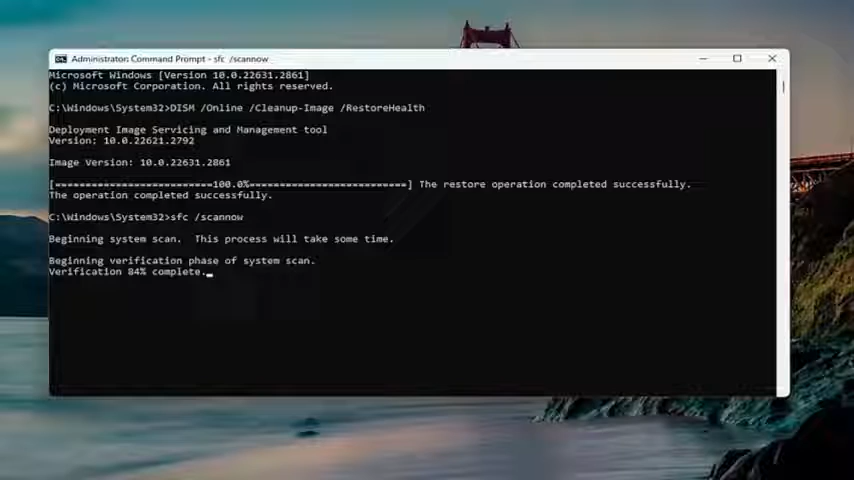 Administrator: Command Prompt - sfc /scannow
Microsoft Windows [Version 10.0.22631.2861]
(c) Microsoft Corporation. All rights reserved.
C:\Windows\System32>DISM /Online /Cleanup-Image /RestoreHealth
Deployment Image Servicing and Management tool
Version: 10.0.22621.2792
Image Version: 10.0.22631.2861
[==========================100.0%==========================] The restore operation completed successfully.
The operation completed successfully.
C:\Windows\System32>sfc /scannow
Beginning system scan.  This process will take some time.
Beginning verification phase of system scan.
Verification 84% complete.